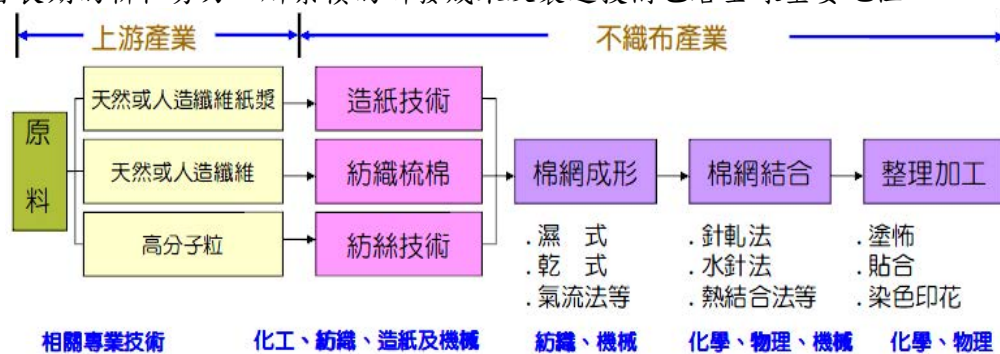 上游產業
不織布產業
原料
天然或人造纖維紙漿
天然或人造纖維
高分子粒
造紙技術
紡織梳棉
紡絲技術
棉網成形
棉網結合
整理加工
.濕 式
.乾 式
.氣流法等
.針軋法
.水針法
.熱結合法等
.塗怖
.貼合
.染色印花
相關專業技術
化工、紡織、造紙及機械
紡織、機械
化學、物理、機械
化學、物理